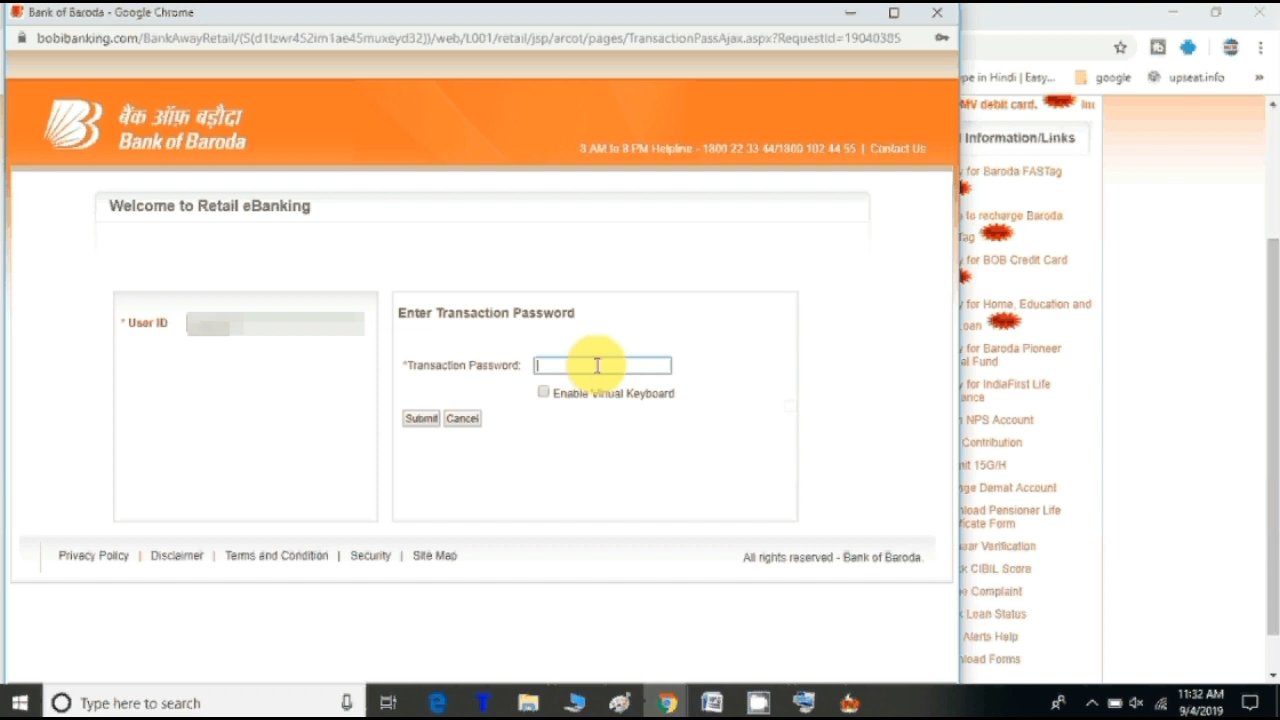 Bank of Baroda - Google Chrome
bobibanking.com/BankAwayRetail/(S(d1tzwr452im1ae45muxeyd32))/web/L001/retail/jsp/arcot/pages/TransactionPassAjax.aspx?RequestId=19040385
pe in Hindi | Easy...
google
upseat.info
»
बैंक ऑफ़ बड़ौदा
Bank of Baroda
8 AM to 8 PM Helpline - 1800 22 33 44/1800 102 44 55 | Contact Us
Welcome to Retail eBanking
* User ID
Enter Transaction Password
*Transaction Password:
Enable Virtual Keyboard
Submit Cancel
Privacy Policy | Disclaimer | Terms and Condition | Security | Site Map
All rights reserved - Bank of Baroda.
MV debit card.
Information/Links
for Baroda FASTag
to recharge Baroda
Tag
for BOB Credit Card
for Home, Education and
Loan
for Baroda Pioneer
al Fund
for IndiaFirst Life
ance
NPS Account
Contribution
it 15G/H
nge Demat Account
nload Pensioner Life
ficate Form
aar Verification
k CIBIL Score
e Complaint
Loan Status
Alerts Help
nload Forms
Type here to search
11:32 AM
9/4/2019